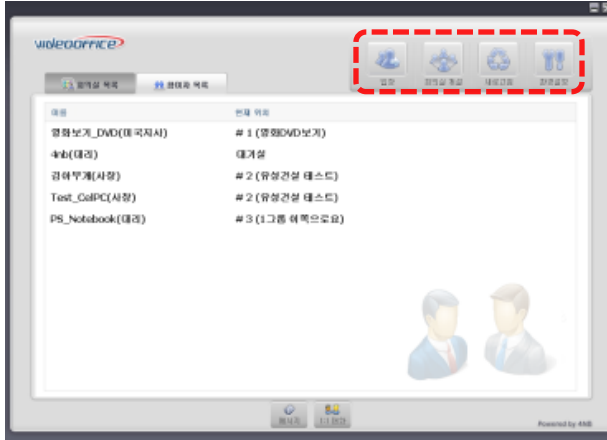 VIDEOOFFICE
입장 회의실 개설 새로고침 환경설정
회의실 목록 참여자 목록
이름 현재 위치
영화보기_DVD(미국지사) # 1 (영화DVD보기)
4nb(대리) 대기실
김아무개(사장) # 2 (유성건설 테스트)
Test_CelPC(사장) # 2 (유성건설 테스트)
PS_Notebook(대리) # 3 (1그룹 이쪽으로요)
메시지 1:1 회의
Powered by 4NB